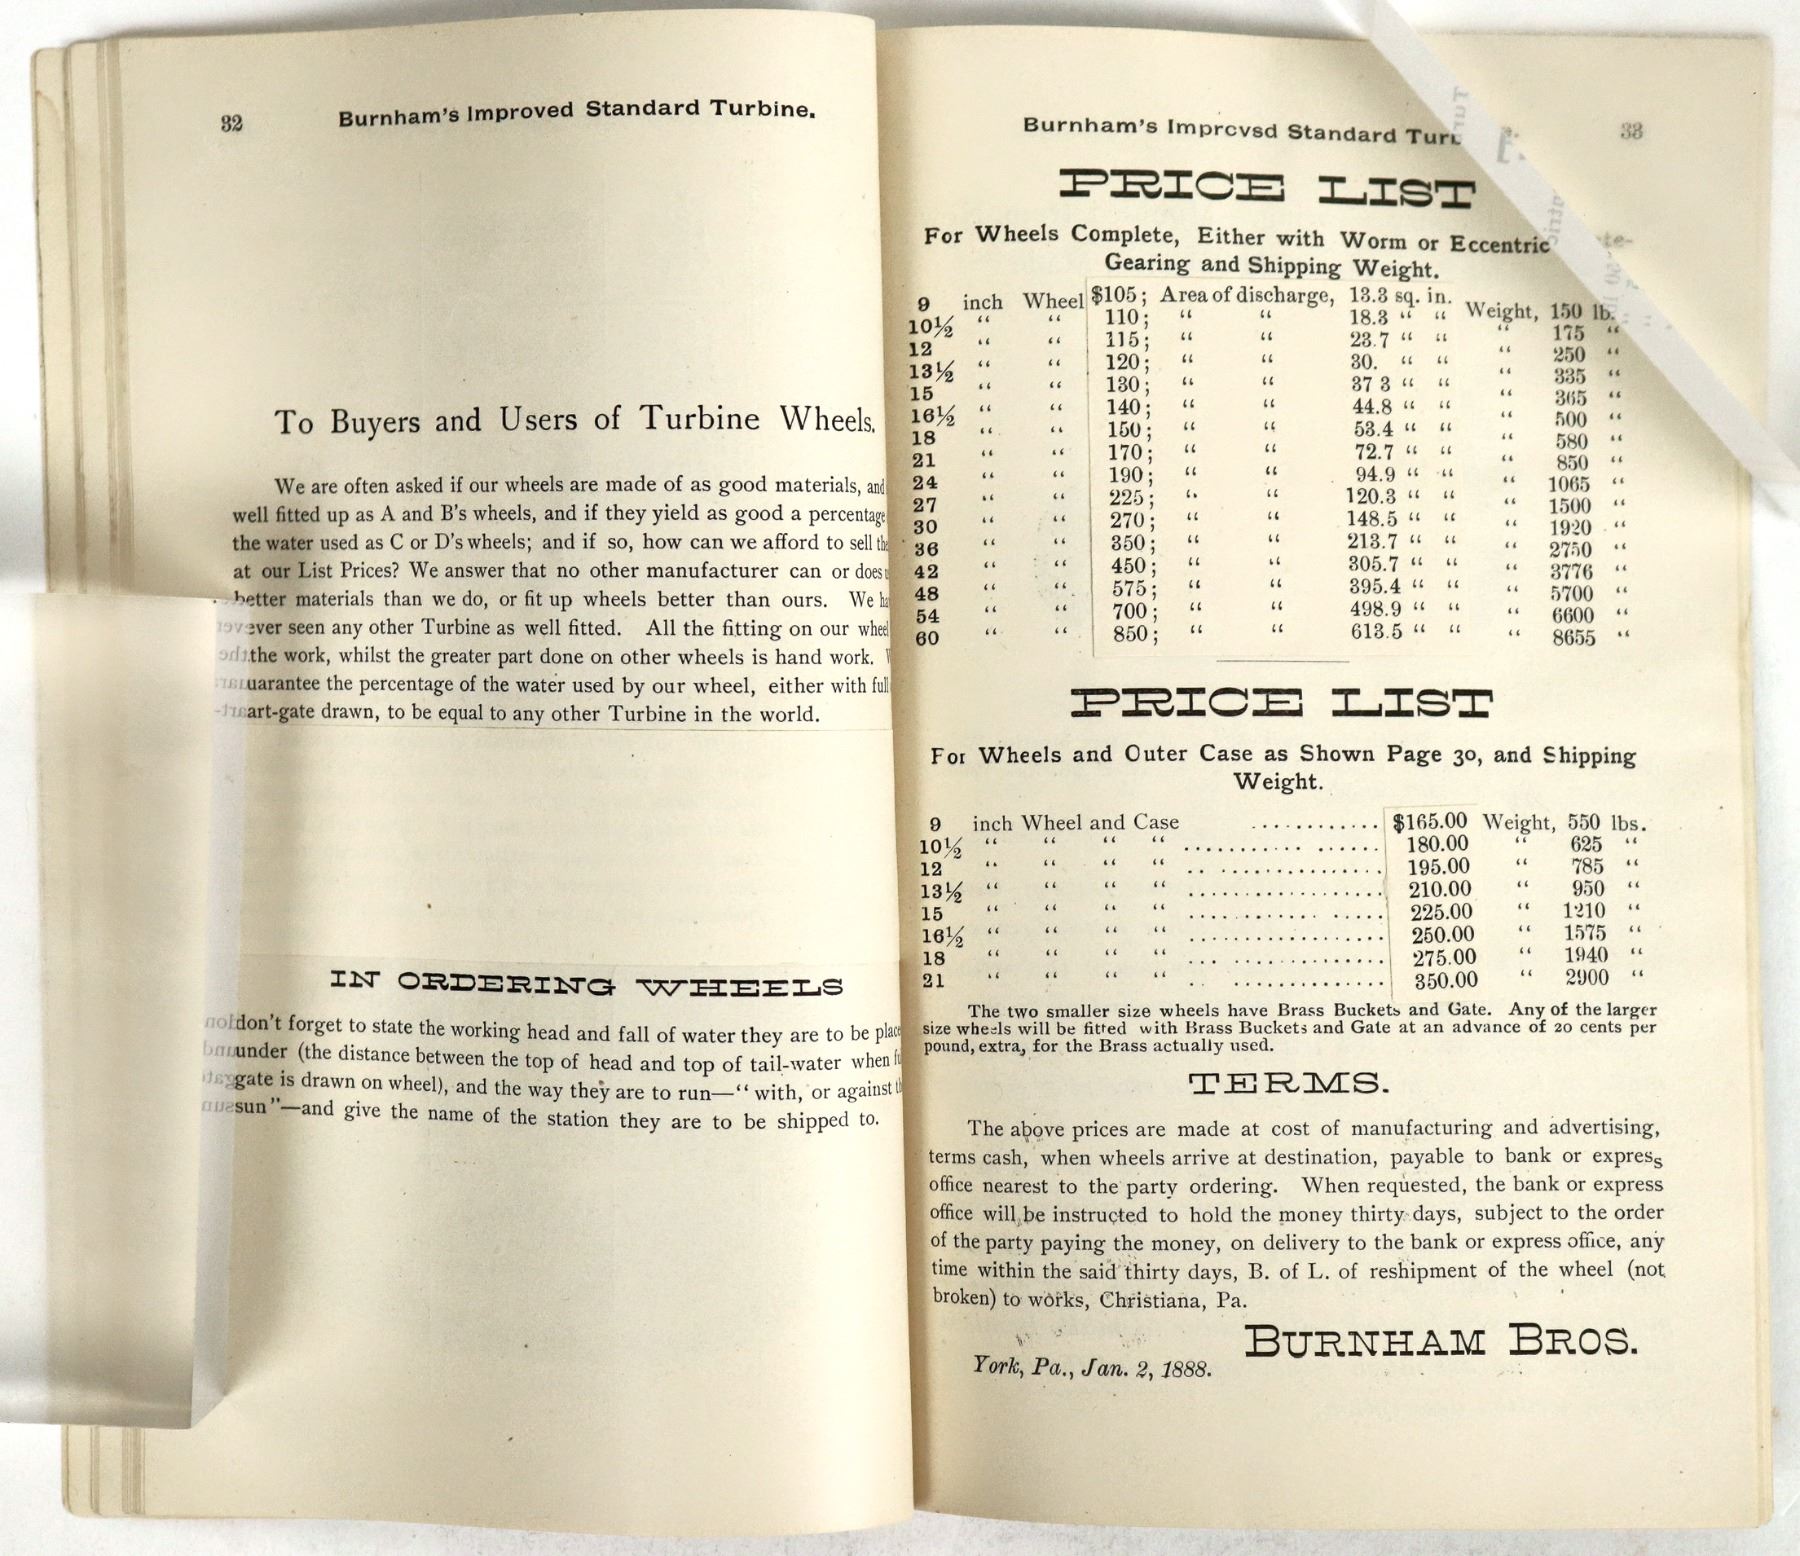 32
Burnham's Improved Standard Turbine.
To Buyers and Users of Turbine Wheels.
We are often asked if our wheels are made of as good materials, and
well fitted up as A and B's wheels, and if they yield as good a percentage
the water used as C or D's wheels; and if so, how can we afford to sell
at our List Prices? We answer that no other manufacturer can or does
better materials than we do, or fit up wheels better than ours. We
ever seen any other Turbine as well fitted. All the fitting on our
the work, whilst the greater part done on other wheels is hand work.
uarantee the percentage of the water used by our wheel, either with full
art-gate drawn, to be equal to any other Turbine in the world.
IN ORDERING WHEELS
don't forget to state the working head and fall of water they are to be
under (the distance between the top of head and top of tail-water when
gate is drawn on wheel), and the way they are to run—"with, or against
sun"—and give the name of the station they are to be shipped to.
Burnham's Imprcvsd Standard Tur
33
PRICE LIST
For Wheels Complete, Either with Worm or Eccentric
Gearing and Shipping Weight.
9 inch Wheel $105; Area of discharge, 13.3 sq. in. Weight, 150 lb.
10½ " " 110; " " 18.3 " " " 175 "
12 " " 115; " " 23.7 " " " 250 "
13½ " " 120; " " 30. " " " 335 "
15 " " 130; " " 37 3 " " " 365 "
16½ " " 140; " " 44.8 " " " 500 "
18 " " 150; " " 53.4 " " " 580 "
21 " " 170; " " 72.7 " " " 850 "
24 " " 190; " " 94.9 " " " 1065 "
27 " " 225; " " 120.3 " " " 1500 "
30 " " 270; " " 148.5 " " " 1920 "
36 " " 350; " " 213.7 " " " 2750 "
42 " " 450; " " 305.7 " " " 3776 "
48 " " 575; " " 395.4 " " " 5700 "
54 " " 700; " " 498.9 " " " 6600 "
60 " " 850; " " 613.5 " " " 8655 "
PRICE LIST
For Wheels and Outer Case as Shown Page 30, and Shipping
Weight.
9 inch Wheel and Case ............ $165.00 Weight, 550 lbs.
10½ " " " " ........... ...... 180.00 " 625 "
12 " " " " .. ............... 195.00 " 785 "
13½ " " " " .................. 210.00 " 950 "
15 " " " " .................. 225.00 " 1210 "
16½ " " " " .................. 250.00 " 1575 "
18 " " " " ... .............. 275.00 " 1940 "
21 " " " " .. .............. 350.00 " 2900 "
The two smaller size wheels have Brass Buckets and Gate. Any of the larger
size wheels will be fitted with Brass Buckets and Gate at an advance of 20 cents per
pound, extra, for the Brass actually used.
TERMS.
The above prices are made at cost of manufacturing and advertising,
terms cash, when wheels arrive at destination, payable to bank or express
office nearest to the party ordering. When requested, the bank or express
office will be instructed to hold the money thirty days, subject to the order
of the party paying the money, on delivery to the bank or express office, any
time within the said thirty days, B. of L. of reshipment of the wheel (not
broken) to works, Christiana, Pa.
BURNHAM BROS.
York, Pa., Jan. 2, 1888.